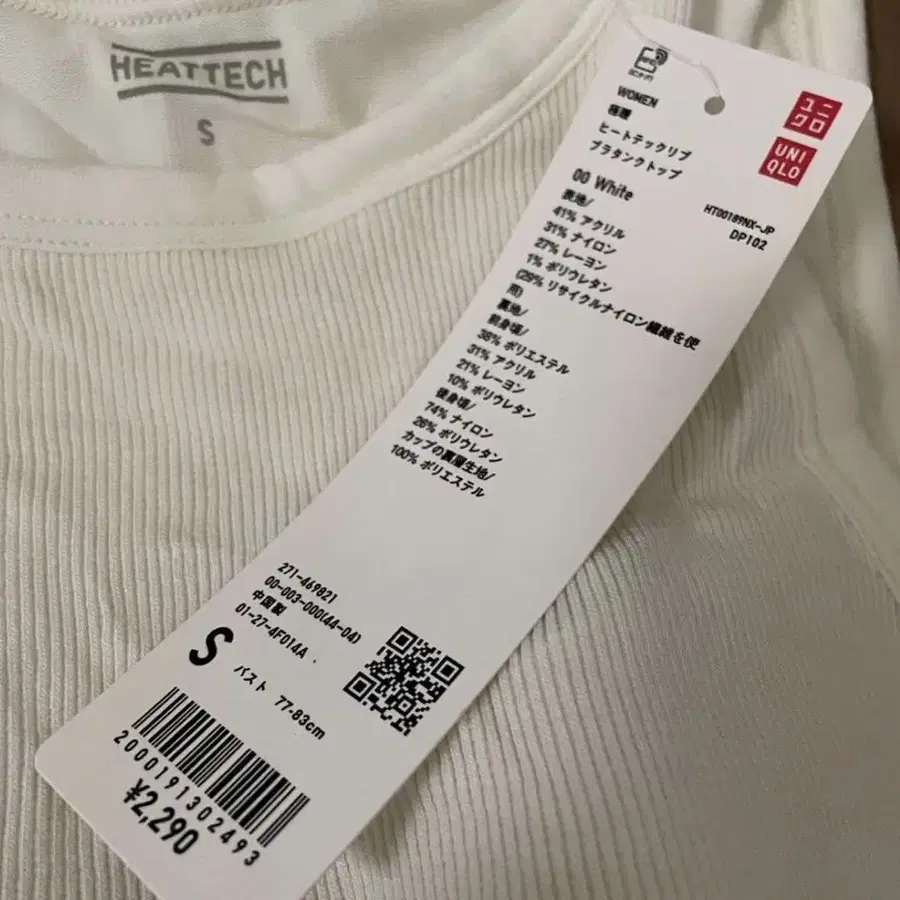 HEATTECH
S
WOMEN
極暖
ヒートテックリブ
ブラタンクトップ
ユニ
クロ
UNI
QLO
00 White
HT00189NX-JP
DP102
表地/
41% アクリル
31% ナイロン
27% レーヨン
1% ポリウレタン
(29% リサイクルナイロン繊維を使
用)
裏地/
前身頃/
38% ポリエステル
31% アクリル
21% レーヨン
10% ポリウレタン
後身頃/
74% ナイロン
26% ポリウレタン
カップの裏層生地/
100% ポリエステル
271-469821
00-003-000(44-04)
中国製
01-27-4F014A
S
バスト 77-83cm
2000191302493
¥2,290